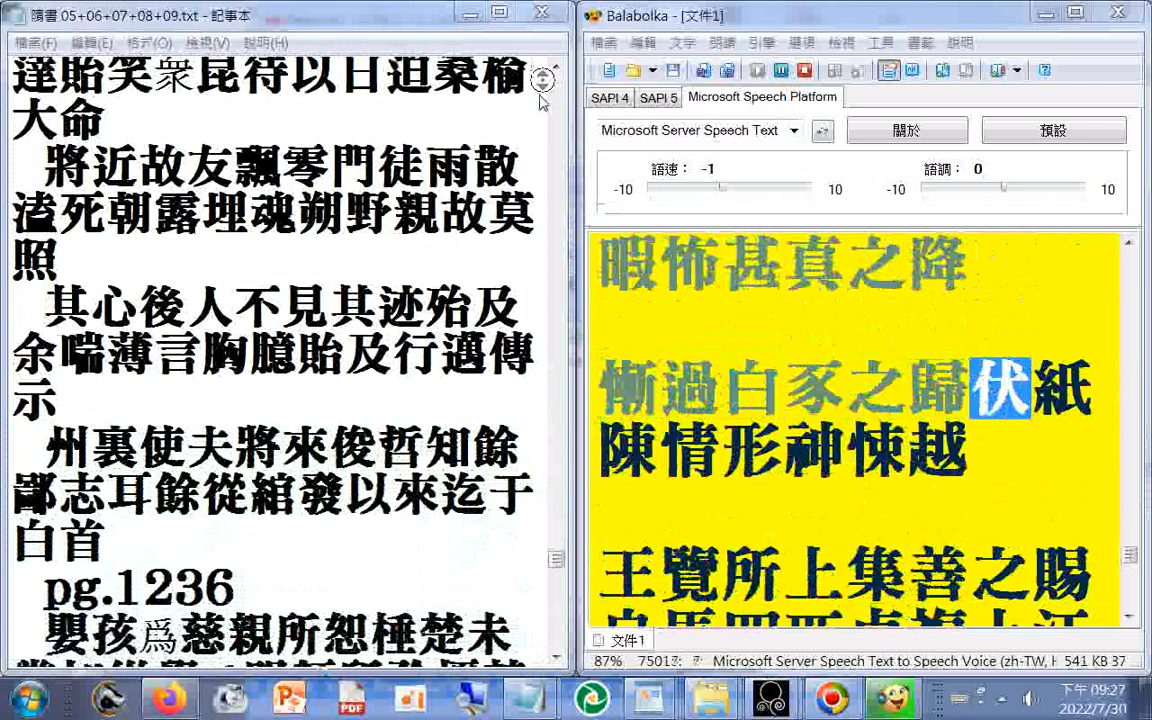 隋書 05+06+07+08+09.txt - 記事本
檔案(F) 編輯(E) 格式(O) 檢視(V) 說明(H)
達貽笑衆昆待以日迫桑榆
大命
將近故友飄零門徒雨散
溘死朝露埋魂朔野親故莫
照
其心後人不見其迹殆及
余喘薄言胸臆貽及行邁傳
示
州裏使夫將來俊哲知餘
鄙志耳餘從綰發以來迄于
白首
pg.1236
嬰孩爲慈親所恕棰楚未
Balabolka - [文件1]
檔案 編輯 文字 朗讀 引擎 選項 檢視 工具 書籤 說明
SAPI 4 SAPI 5 Microsoft Speech Platform
Microsoft Server Speech Text 關於 預設
語速： -1 語調： 0
-10 10 -10 10
暇怖甚真之降
慚過白豕之歸伏紙
陳情形神悚越
王覽所上集善之賜
文件1
87% Microsoft Server Speech Text to Speech Voice (zh-TW, H 541 KB 37
PDF
下午 09:27
2022/7/30